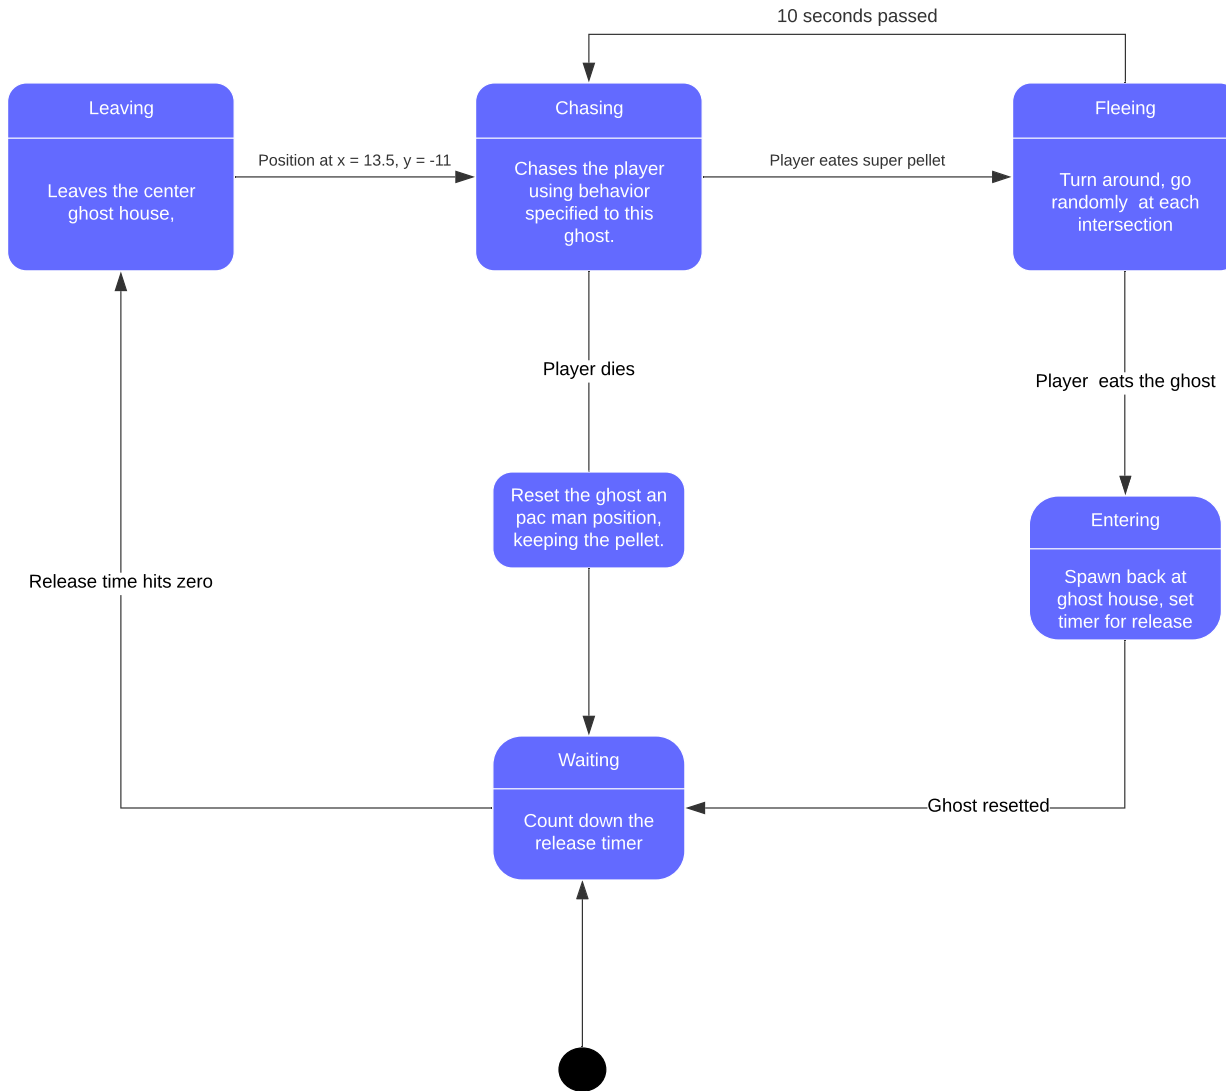 10 seconds passed
Leaving
Leaves the center
ghost house,
Position at x = 13.5, y = -11
Chasing
Chases the player
using behavior
specified to this
ghost.
Player eates super pellet
Fleeing
Turn around, go
randomly  at each
intersection
Player dies
Player  eats the ghost
Reset the ghost an
pac man position,
keeping the pellet.
Entering
Spawn back at
ghost house, set
timer for release
Release time hits zero
Waiting
Count down the
release timer
Ghost resetted